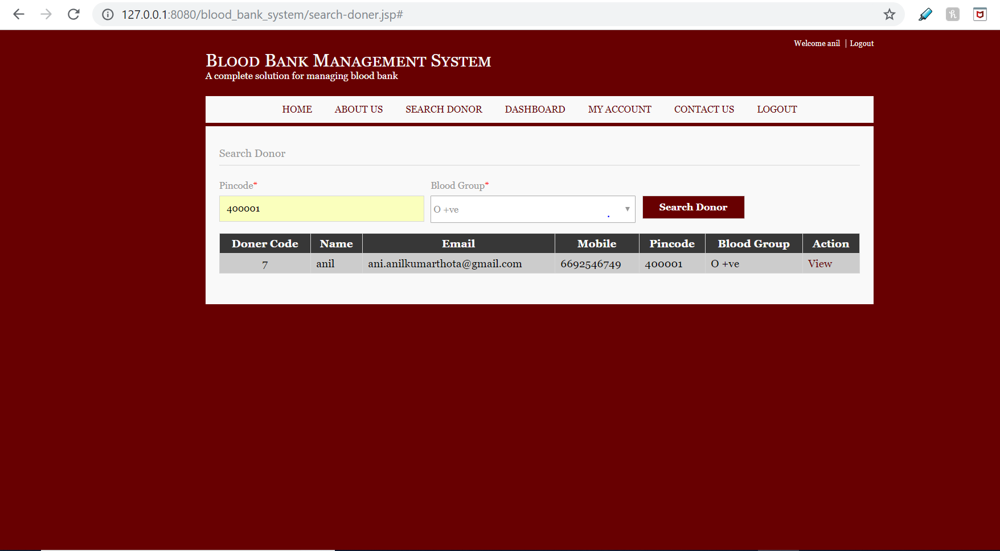 127.0.0.1:8080/blood_bank_system/search-doner.jsp#
Welcome anil | Logout
BLOOD BANK MANAGEMENT SYSTEM
A complete solution for managing blood bank
HOME ABOUT US SEARCH DONOR DASHBOARD MY ACCOUNT CONTACT US LOGOUT
Search Donor
Pincode* Blood Group*
400001 O +ve Search Donor
Doner Code Name Email Mobile Pincode Blood Group Action
7 anil ani.anilkumarthota@gmail.com 6692546749 400001 O +ve View